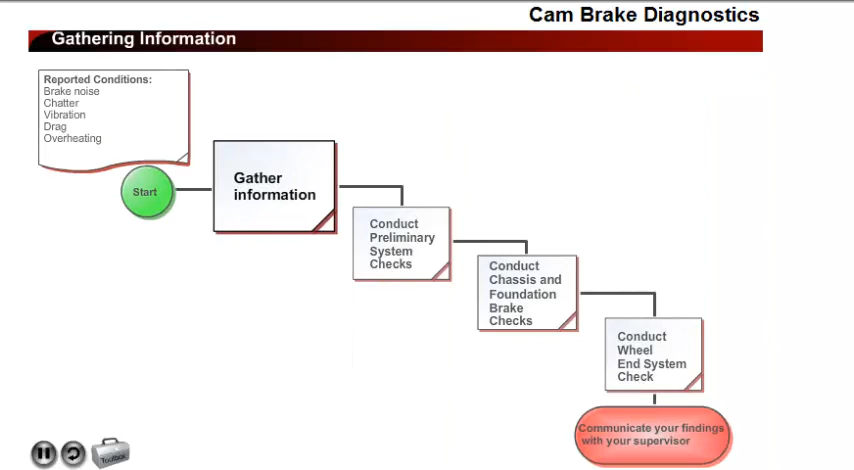 Cam Brake Diagnostics
Gathering Information
Reported Conditions:
Brake noise
Chatter
Vibration
Drag
Overheating
Start
Gather
information
Conduct
Preliminary
System
Checks
Conduct
Chassis and
Foundation
Brake
Checks
Conduct
Wheel
End System
Check
Communicate your findings
with your supervisor
Toolbox